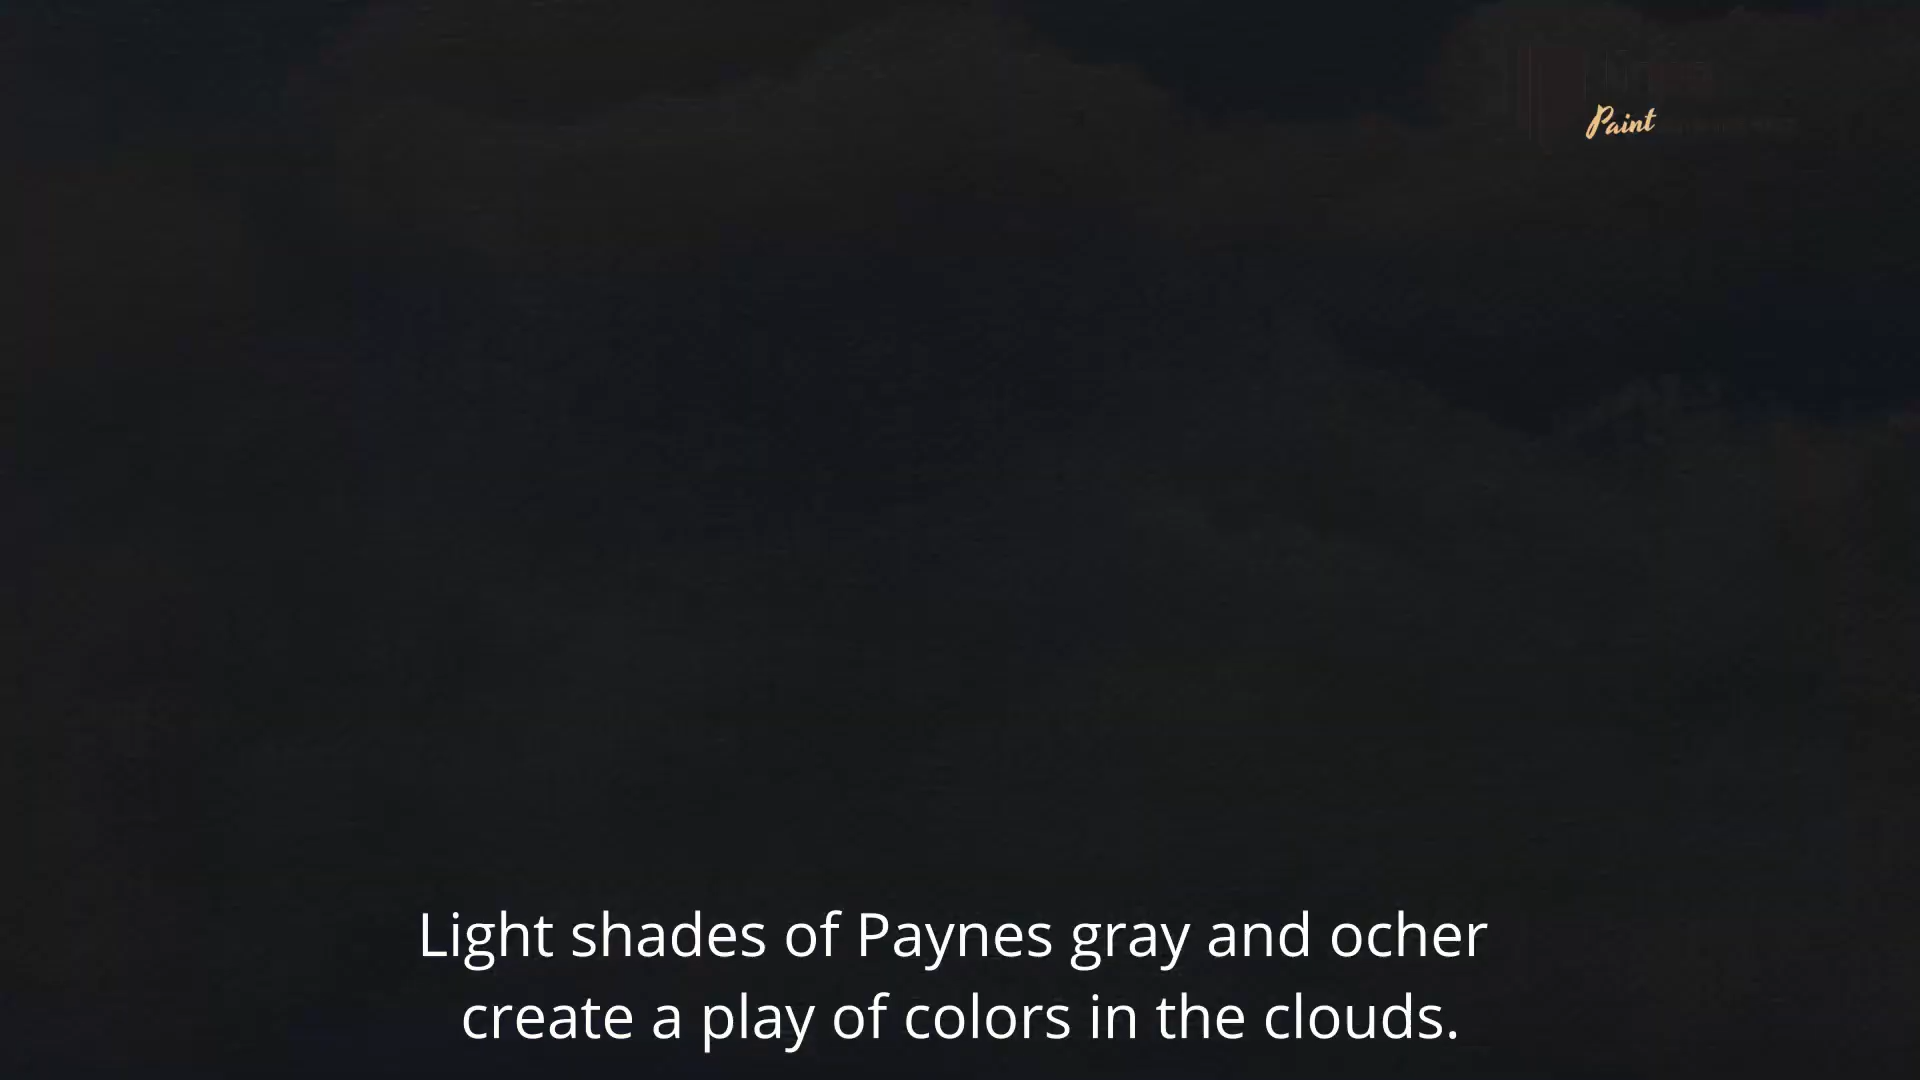 Paint
Light shades of Paynes gray and ocher
create a play of colors in the clouds.